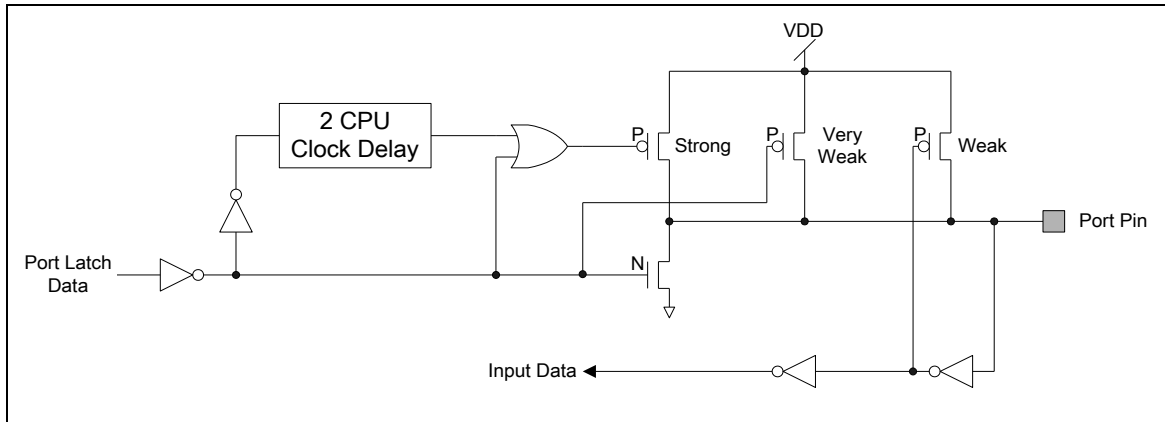 VDD
2 CPU
Clock Delay
P
Strong
P
Very
Weak
P
Weak
Port Pin
Port Latch
Data
N
Input Data